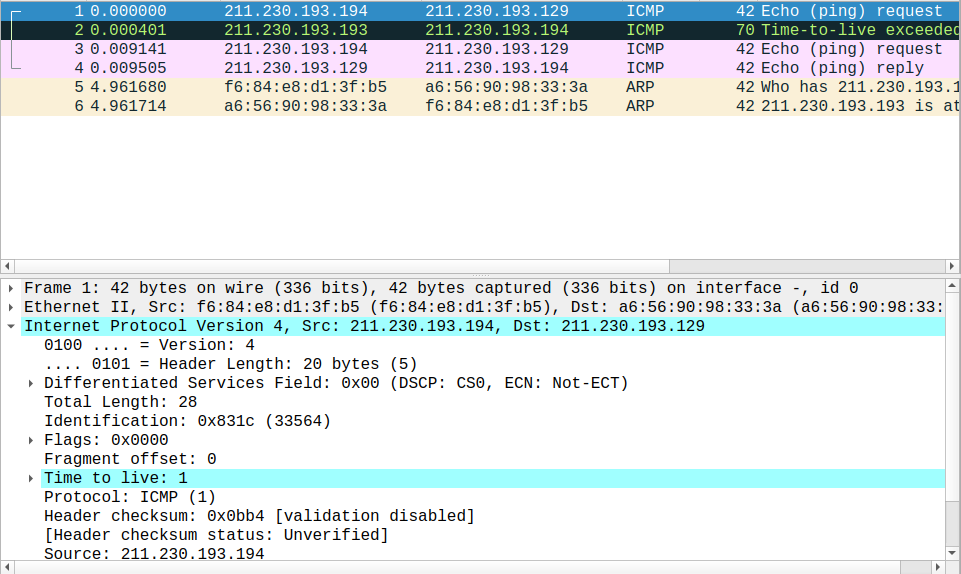 1 0.000000 211.230.193.194 211.230.193.129 ICMP 42 Echo (ping) request
2 0.000401 211.230.193.193 211.230.193.194 ICMP 70 Time-to-live exceeded
3 0.009141 211.230.193.194 211.230.193.129 ICMP 42 Echo (ping) request
4 0.009505 211.230.193.129 211.230.193.194 ICMP 42 Echo (ping) reply
5 4.961680 f6:84:e8:d1:3f:b5 a6:56:90:98:33:3a ARP 42 Who has 211.230.193.1
6 4.961714 a6:56:90:98:33:3a f6:84:e8:d1:3f:b5 ARP 42 211.230.193.193 is at
Frame 1: 42 bytes on wire (336 bits), 42 bytes captured (336 bits) on interface -, id 0
Ethernet II, Src: f6:84:e8:d1:3f:b5 (f6:84:e8:d1:3f:b5), Dst: a6:56:90:98:33:3a (a6:56:90:98:33:
Internet Protocol Version 4, Src: 211.230.193.194, Dst: 211.230.193.129
0100 .... = Version: 4
.... 0101 = Header Length: 20 bytes (5)
Differentiated Services Field: 0x00 (DSCP: CS0, ECN: Not-ECT)
Total Length: 28
Identification: 0x831c (33564)
Flags: 0x0000
Fragment offset: 0
Time to live: 1
Protocol: ICMP (1)
Header checksum: 0x0bb4 [validation disabled]
[Header checksum status: Unverified]
Source: 211.230.193.194